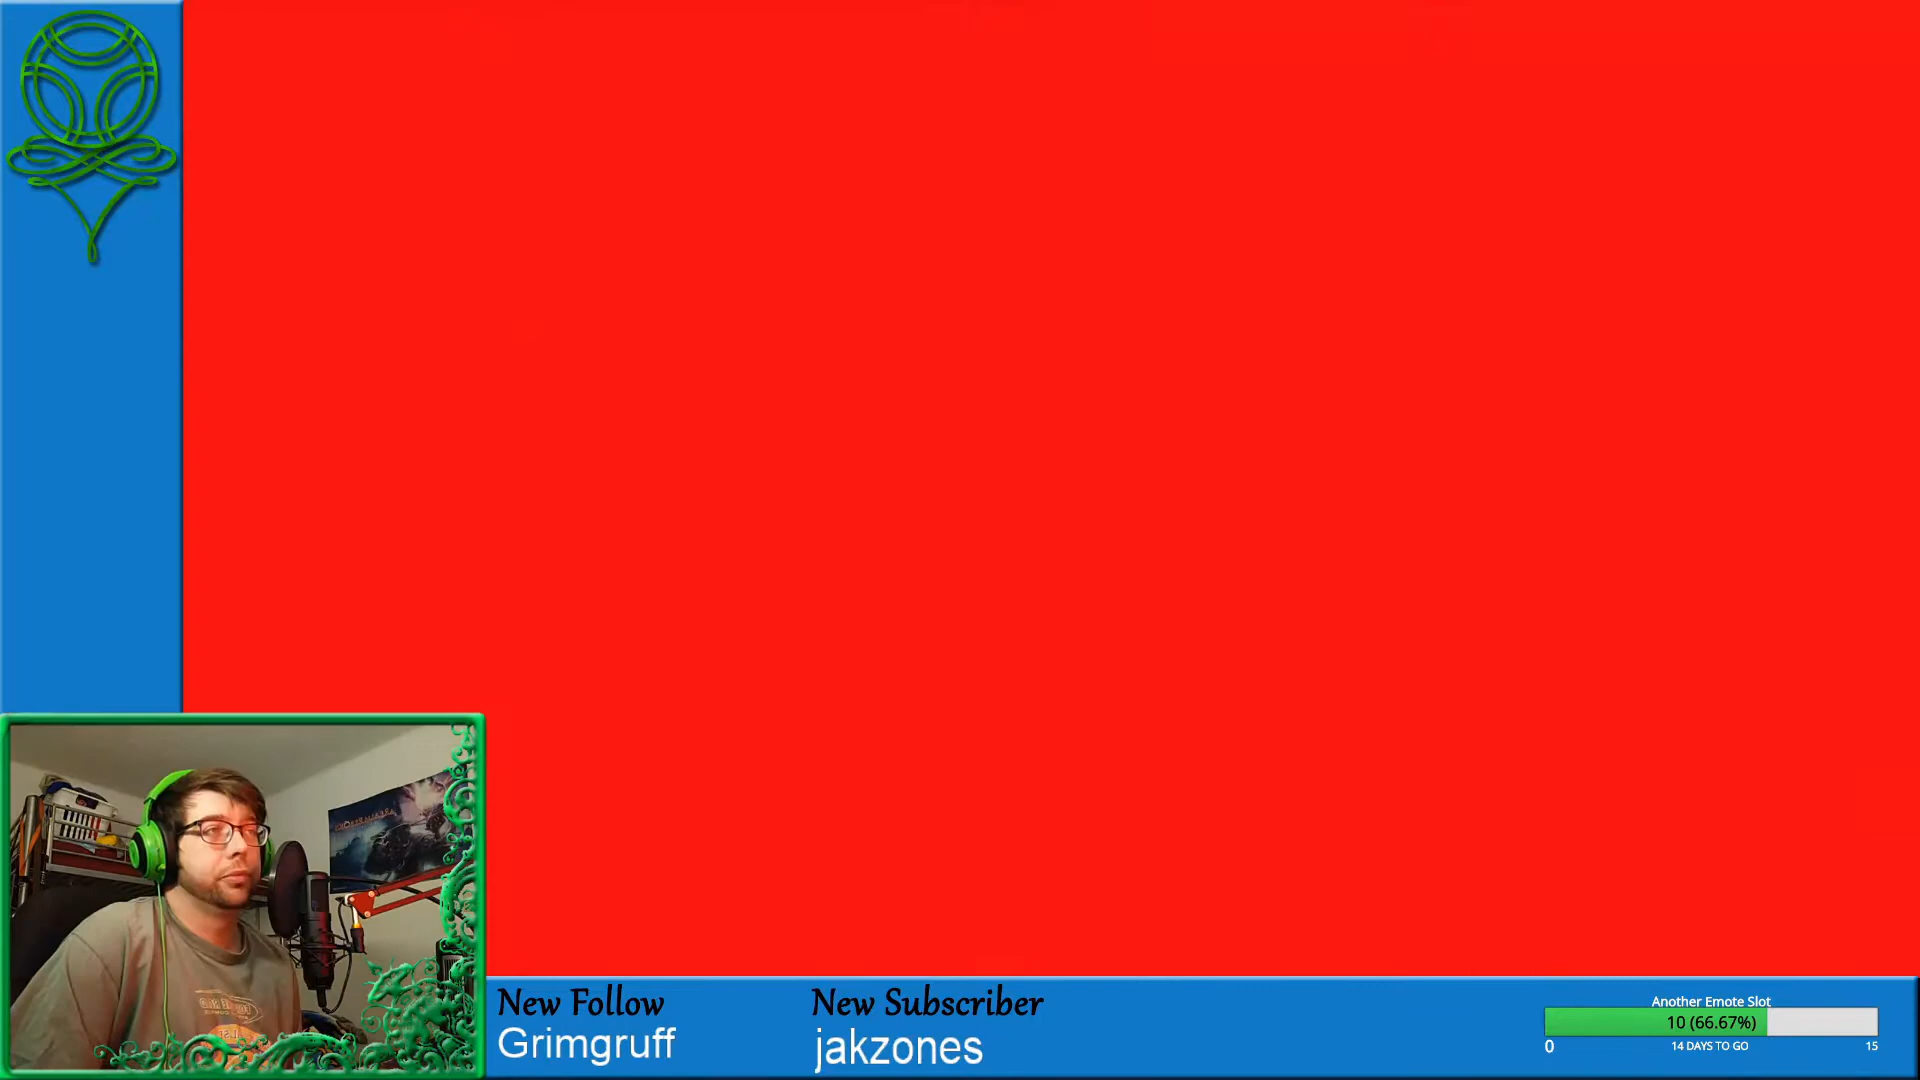 New Follow
Grimgruff
New Subscriber
jakzones
Another Emote Slot
10 (66.67%)
0
14 DAYS TO GO
15